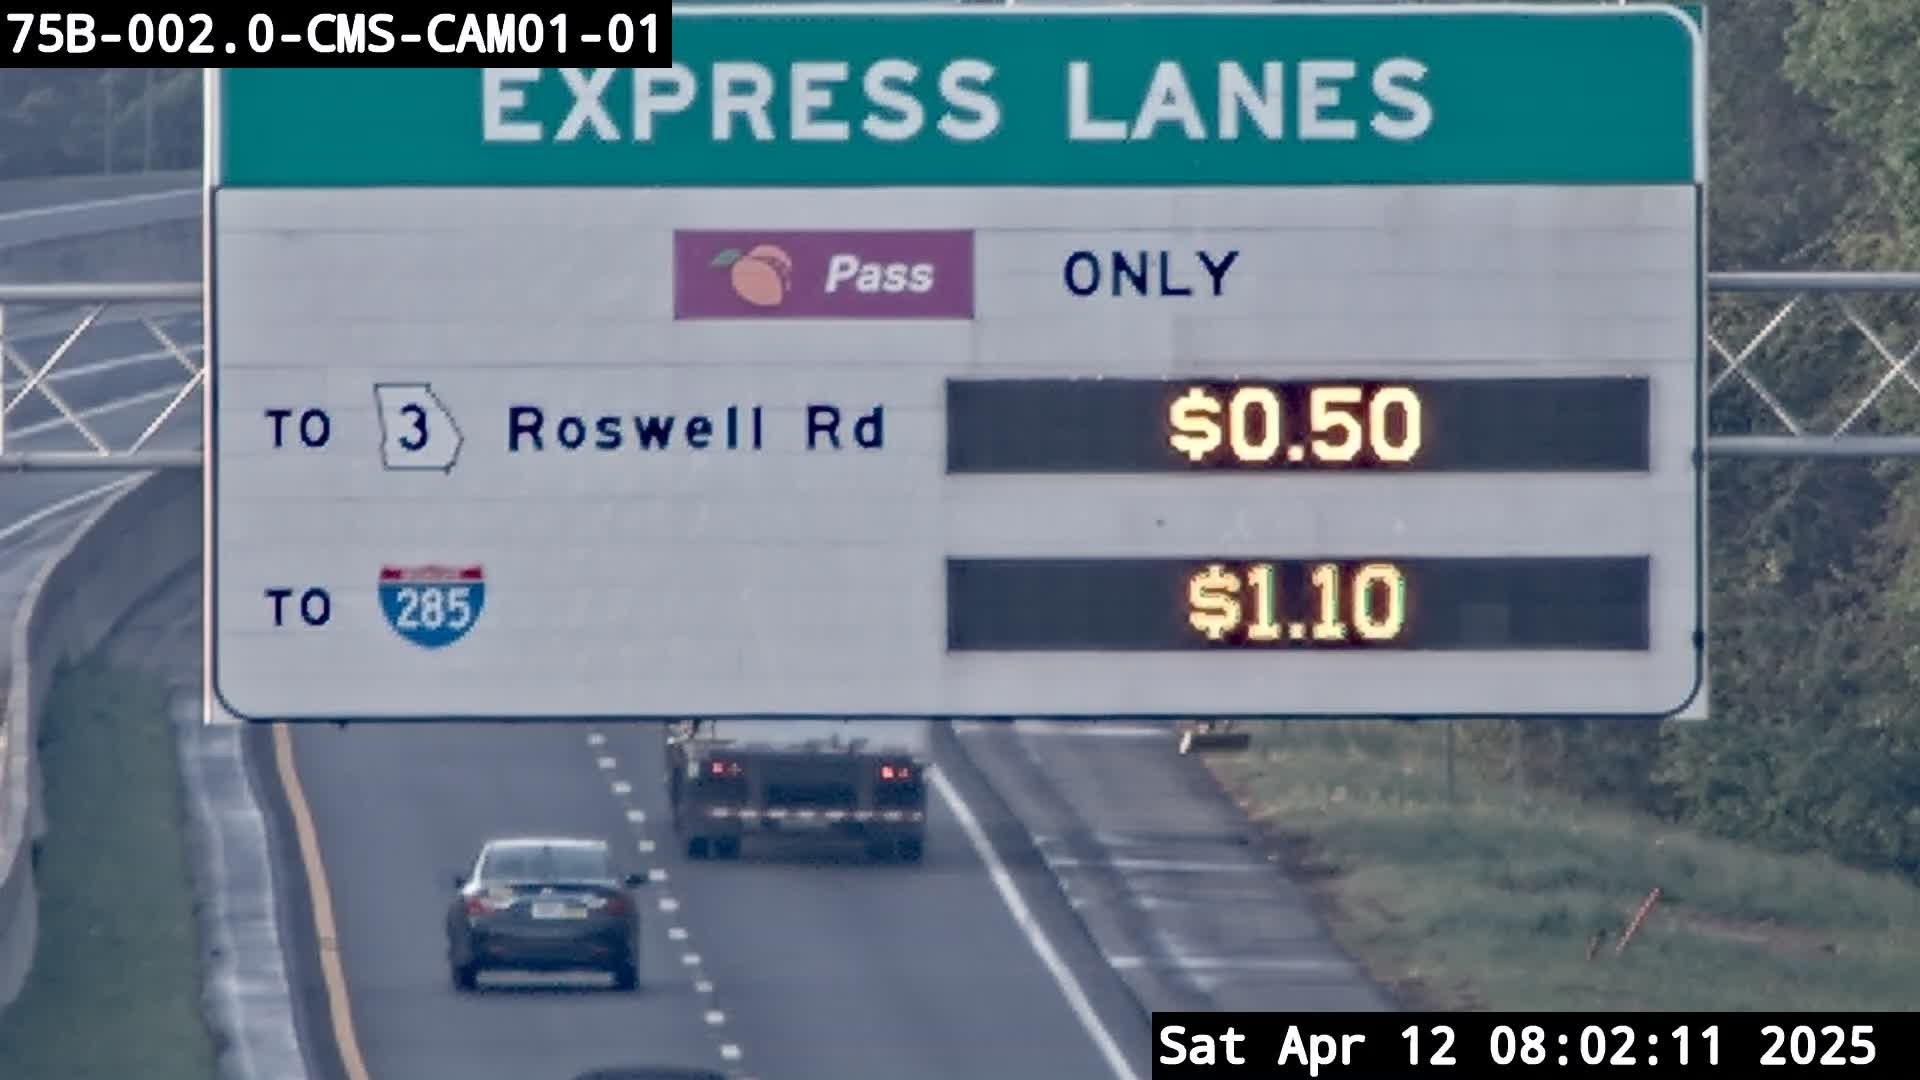 75B-002.0-CMS-CAM01-01
EXPRESS LANES
Pass ONLY
TO 3 Roswell Rd $0.50
TO 285 $1.10
Sat Apr 12 08:02:11 2025